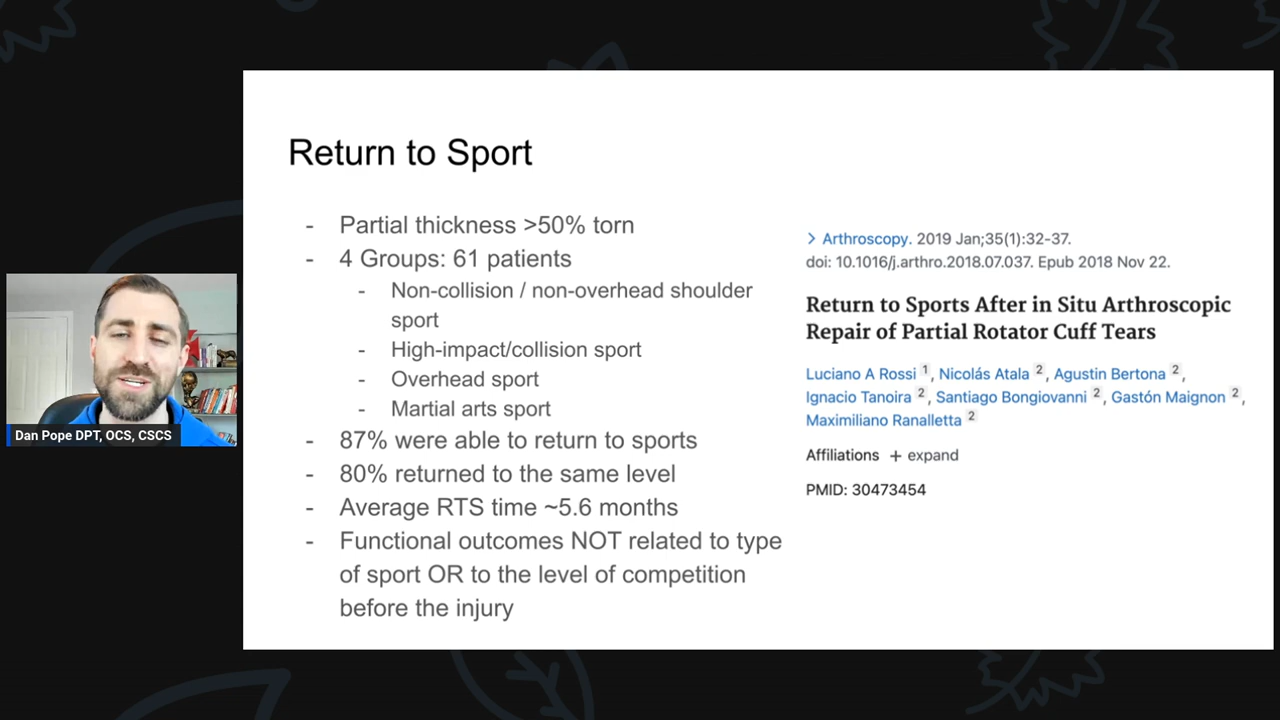 Return to Sport
- Partial thickness >50% torn
- 4 Groups: 61 patients
- Non-collision / non-overhead shoulder
sport
- High-impact/collision sport
- Overhead sport
- Martial arts sport
- 87% were able to return to sports
- 80% returned to the same level
- Average RTS time ~5.6 months
- Functional outcomes NOT related to type
of sport OR to the level of competition
before the injury
> Arthroscopy. 2019 Jan;35(1):32-37.
doi: 10.1016/j.arthro.2018.07.037. Epub 2018 Nov 22.
Return to Sports After in Situ Arthroscopic
Repair of Partial Rotator Cuff Tears
Luciano A Rossi 1, Nicolás Atala 2, Agustin Bertona 2,
Ignacio Tanoira 2, Santiago Bongiovanni 2, Gastón Maignon 2,
Maximiliano Ranalletta 2
Affiliations + expand
PMID: 30473454
Dan Pope DPT, OCS, CSCS